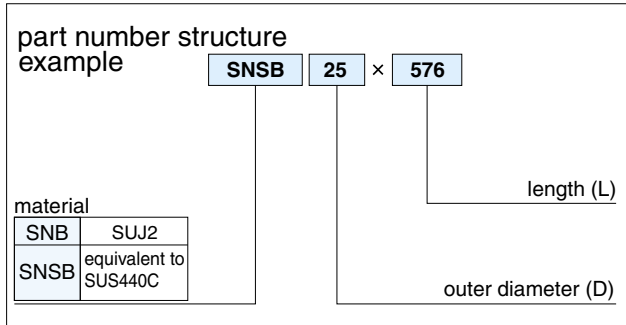 part number structure
example
SNSB 25 × 576
length (L)
material
SNB SUJ2
SNSB equivalent to
SUS440C
outer diameter (D)